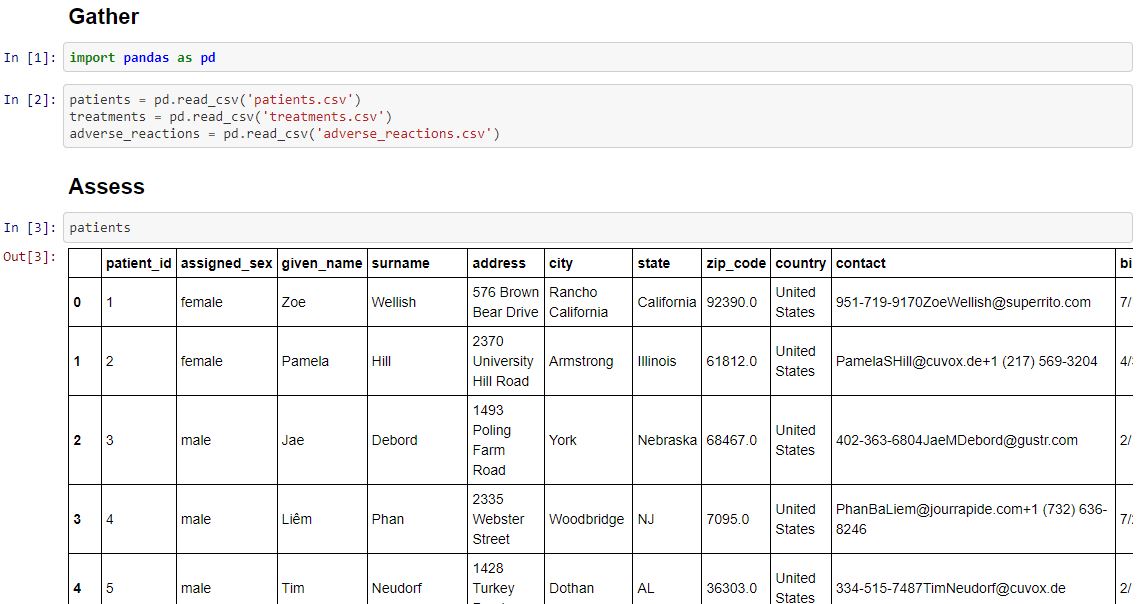 Gather
In [1]: import pandas as pd
In [2]: patients = pd.read_csv('patients.csv')
treatments = pd.read_csv('treatments.csv')
adverse_reactions = pd.read_csv('adverse_reactions.csv')
Assess
In [3]: patients
Out[3]:
patient_id assigned_sex given_name surname address city state zip_code country contact bi
0 1 female Zoe Wellish 576 Brown Bear Drive Rancho California California 92390.0 United States 951-719-9170ZoeWellish@superrito.com 7/
1 2 female Pamela Hill 2370 University Hill Road Armstrong Illinois 61812.0 United States PamelaSHill@cuvox.de+1 (217) 569-3204 4/
2 3 male Jae Debord 1493 Poling Farm Road York Nebraska 68467.0 United States 402-363-6804JaeMDebord@gustr.com 2/
3 4 male Liêm Phan 2335 Webster Street Woodbridge NJ 7095.0 United States PhanBaLiem@jourrapide.com+1 (732) 636-8246 7/
4 5 male Tim Neudorf 1428 Turkey Dothan AL 36303.0 United States 334-515-7487TimNeudorf@cuvox.de 2/